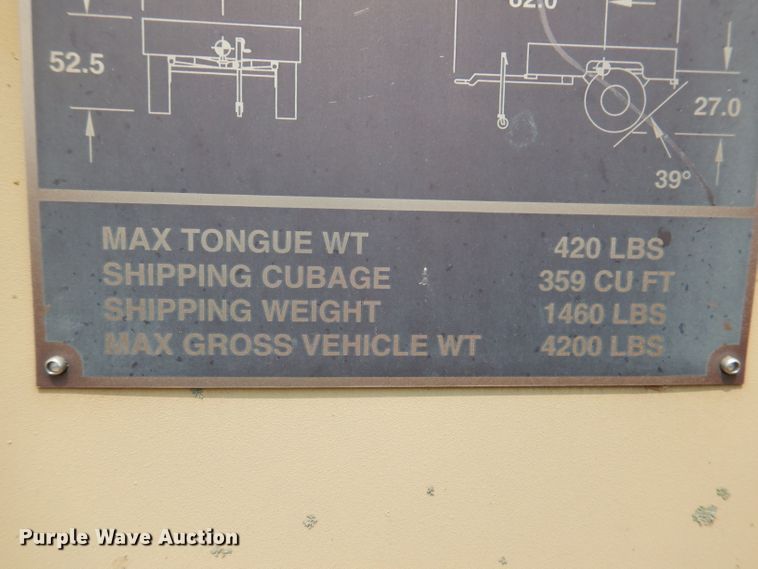 52.5
27.0
39°
MAX TONGUE WT 420 LBS
SHIPPING CUBAGE 359 CU FT
SHIPPING WEIGHT 1460 LBS
MAX GROSS VEHICLE WT 4200 LBS
Purple Wave Auction